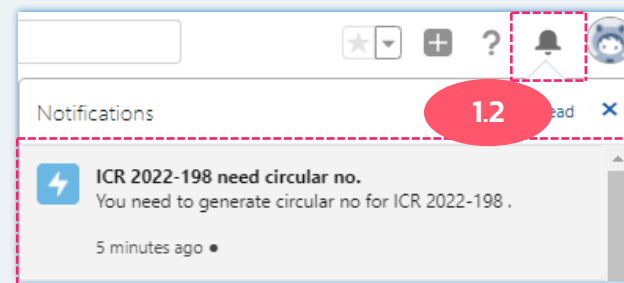 Notifications
1.2
ead
ICR 2022-198 need circular no.
You need to generate circular no for ICR 2022-198 .
5 minutes ago